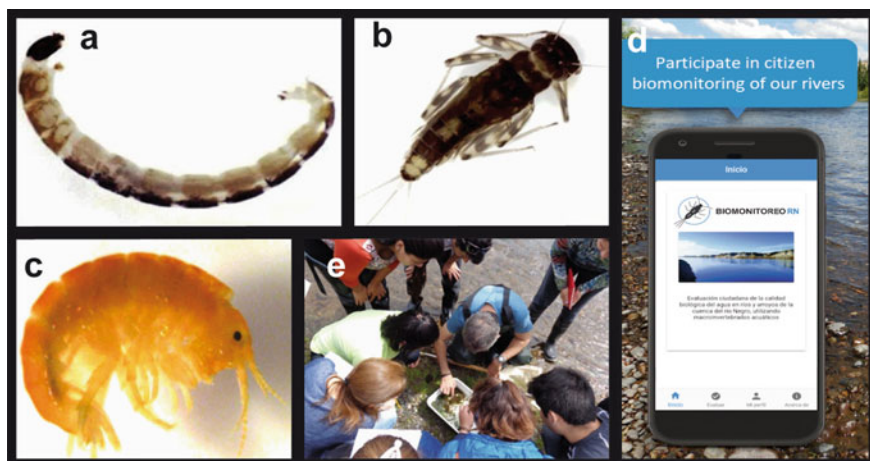 a
b
c
e
d
Participate in citizen
biomonitoring of our rivers
Inicio
BIOMONITOREO RN
Evaluación ciudadana de la calidad
biológica del agua en ríos y arroyos de la
cuenca del río Negro, utilizando
macroinvertebrados acuáticos
Inicio
Evaluar
Mi perfil
Acerca de